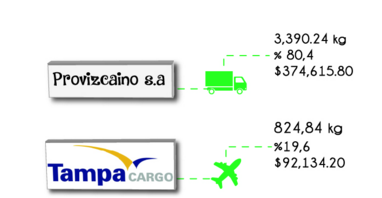 Provizcaino s.a
3,390.24 kg
% 80,4
$374,615.80
Tampa CARGO
824,84 kg
%19,6
$92,134.20